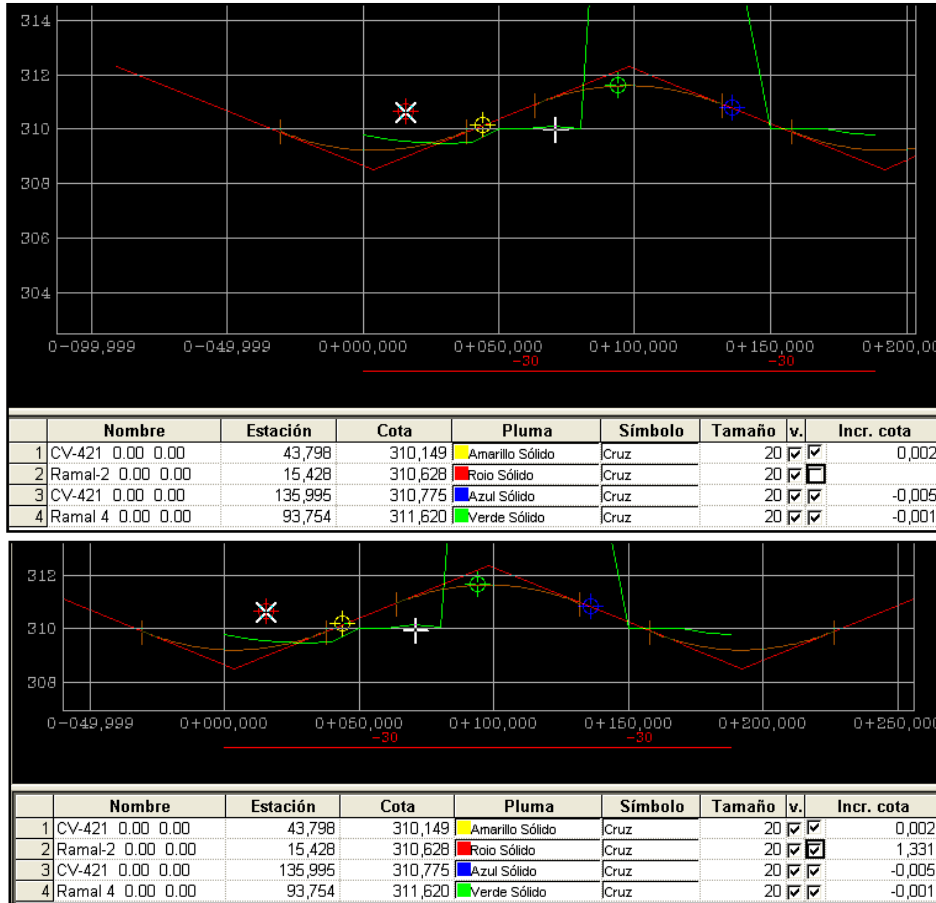 314
312
310
308
306
304
0-099,999 0-049,999 0+000,000 0+050,000 0+100,000 0+150,000 0+200,00
-30 -30
Nombre Estación Cota Pluma Símbolo Tamaño v. Incr. cota
1 CV-421 0.00 0.00 43,798 310,149 Amarillo Sólido Cruz 20 0,002
2 Ramal-2 0.00 0.00 15,428 310,628 Rojo Sólido Cruz 20
3 CV-421 0.00 0.00 135,995 310,775 Azul Sólido Cruz 20 -0,005
4 Ramal 4 0.00 0.00 93,754 311,620 Verde Sólido Cruz 20 -0,001
312
310
308
0-049,999 0+000,000 0+050,000 0+100,000 0+150,000 0+200,000 0+250,00
-30 -30
Nombre Estación Cota Pluma Símbolo Tamaño v. Incr. cota
1 CV-421 0.00 0.00 43,798 310,149 Amarillo Sólido Cruz 20 0,002
2 Ramal-2 0.00 0.00 15,428 310,628 Rojo Sólido Cruz 20 1,331
3 CV-421 0.00 0.00 135,995 310,775 Azul Sólido Cruz 20 -0,005
4 Ramal 4 0.00 0.00 93,754 311,620 Verde Sólido Cruz 20 -0,001